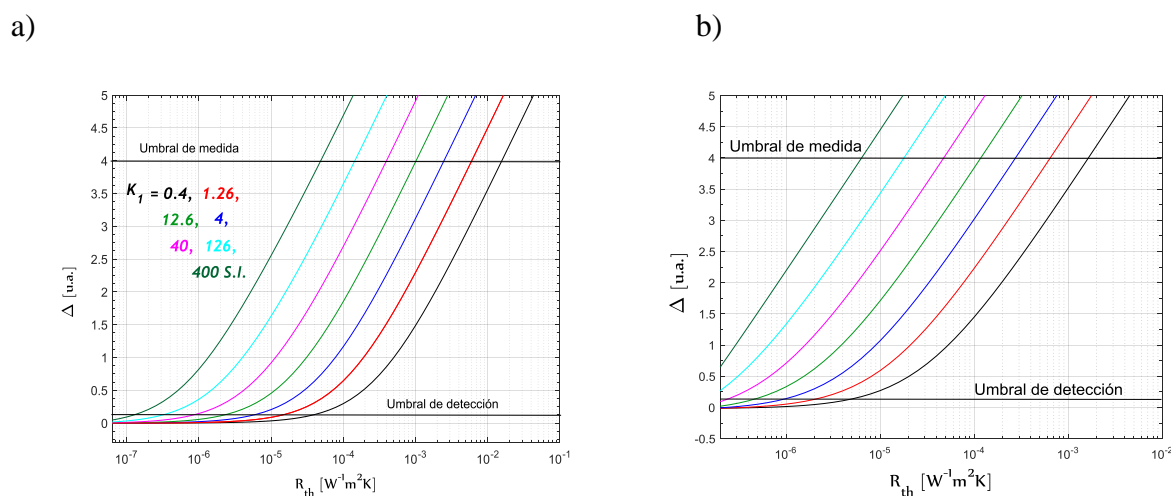 a)
b)
5
4.5
4
3.5
3
2.5
2
1.5
1
0.5
0
Δ [u.a.]
Umbral de medida
K₁ = 0.4, 1.26,
12.6, 4,
40, 126,
400 S.I.
Umbral de detección
10⁻⁷ 10⁻⁶ 10⁻⁵ 10⁻⁴ 10⁻³ 10⁻² 10⁻¹
R_th [W⁻¹m²K]
5
4.5
4
3.5
3
2.5
2
1.5
1
0.5
0
-0.5
Δ [u.a.]
Umbral de medida
Umbral de detección
10⁻⁶ 10⁻⁵ 10⁻⁴ 10⁻³ 10⁻²
R_th [W⁻¹m²K]